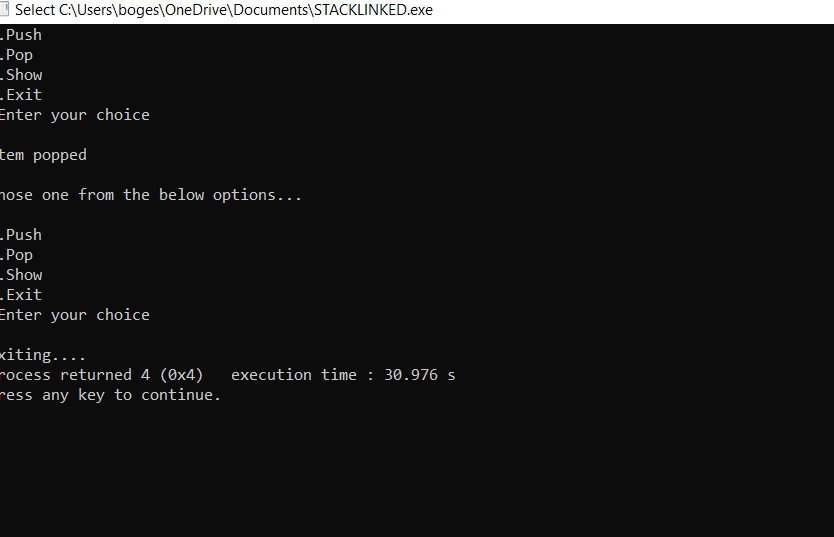 Select C:\Users\boges\OneDrive\Documents\STACKLINKED.exe
.Push
.Pop
.Show
.Exit
Enter your choice
tem popped
hose one from the below options...
.Push
.Pop
.Show
.Exit
Enter your choice
xiting....
rocess returned 4 (0x4)   execution time : 30.976 s
ress any key to continue.